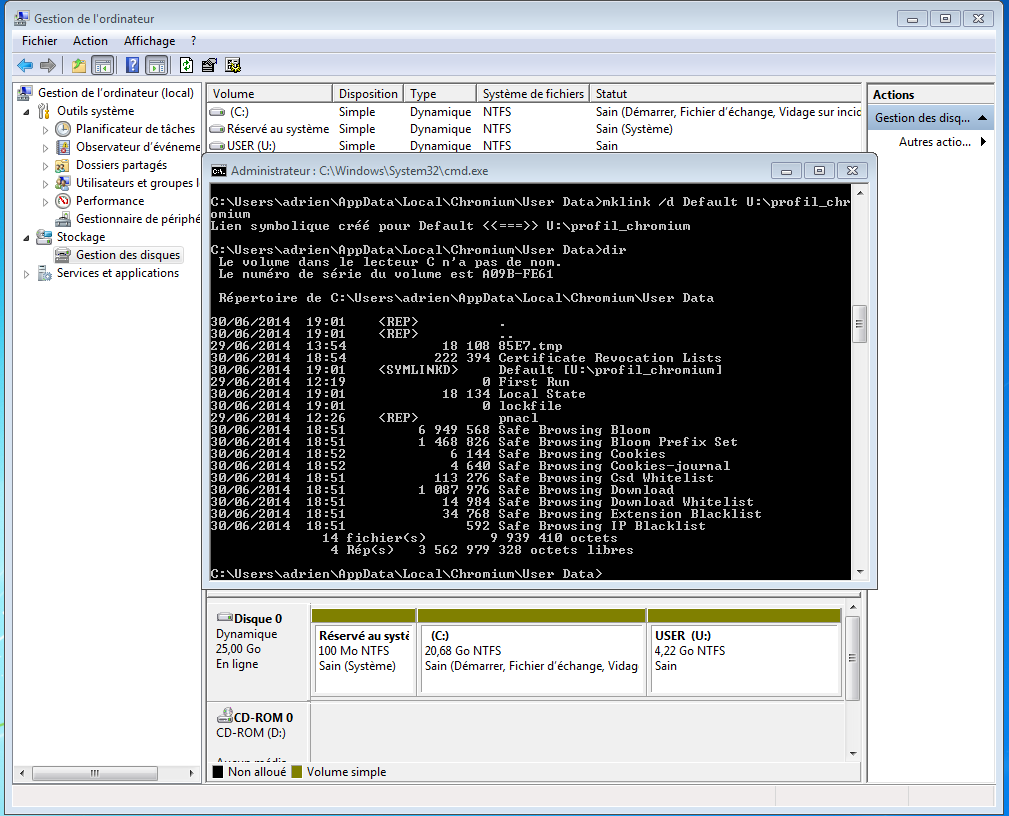 Gestion de l'ordinateur
Fichier Action Affichage ?
Gestion de l'ordinateur (local)
Outils système
Planificateur de tâches
Observateur d'événeme
Dossiers partagés
Utilisateurs et groupes l
Performance
Gestionnaire de périphé
Stockage
Gestion des disques
Services et applications
Volume Disposition Type Système de fichiers Statut
(C:) Simple Dynamique NTFS Sain (Démarrer, Fichier d'échange, Vidage sur incid
Réservé au système Simple Dynamique NTFS Sain (Système)
USER (U:) Simple Dynamique NTFS Sain
Actions
Gestion des disq...
Autres actio...
Administrateur : C:\Windows\System32\cmd.exe
C:\Users\adrien\AppData\Local\Chromium\User Data>mklink /d Default U:\profil_chr
omium
Lien symbolique créé pour Default <<===>> U:\profil_chromium
C:\Users\adrien\AppData\Local\Chromium\User Data>dir
Le volume dans le lecteur C n'a pas de nom.
Le numéro de série du volume est A09B-FE61
Répertoire de C:\Users\adrien\AppData\Local\Chromium\User Data
30/06/2014 19:01 <REP> .
30/06/2014 19:01 <REP> ..
29/06/2014 13:54 18 108 85E7.tmp
30/06/2014 18:54 222 394 Certificate Revocation Lists
30/06/2014 19:01 <SYMLINKD> Default [U:\profil_chromium]
29/06/2014 12:19 0 First Run
30/06/2014 19:01 18 134 Local State
30/06/2014 19:01 0 lockfile
29/06/2014 12:26 <REP> pnacl
30/06/2014 18:51 6 949 568 Safe Browsing Bloom
30/06/2014 18:51 1 468 826 Safe Browsing Bloom Prefix Set
30/06/2014 18:52 6 144 Safe Browsing Cookies
30/06/2014 18:52 4 640 Safe Browsing Cookies-journal
30/06/2014 18:51 113 276 Safe Browsing Csd Whitelist
30/06/2014 18:51 1 087 976 Safe Browsing Download
30/06/2014 18:51 14 984 Safe Browsing Download Whitelist
30/06/2014 18:51 34 768 Safe Browsing Extension Blacklist
30/06/2014 18:51 592 Safe Browsing IP Blacklist
14 fichier(s) 9 939 410 octets
4 Rép(s) 3 562 979 328 octets libres
C:\Users\adrien\AppData\Local\Chromium\User Data>
Disque 0
Dynamique
25,00 Go
En ligne
Réservé au systè
100 Mo NTFS
Sain (Système)
(C:)
20,68 Go NTFS
Sain (Démarrer, Fichier d'échange, Vidag
USER (U:)
4,22 Go NTFS
Sain
CD-ROM 0
CD-ROM (D:)
Non alloué Volume simple